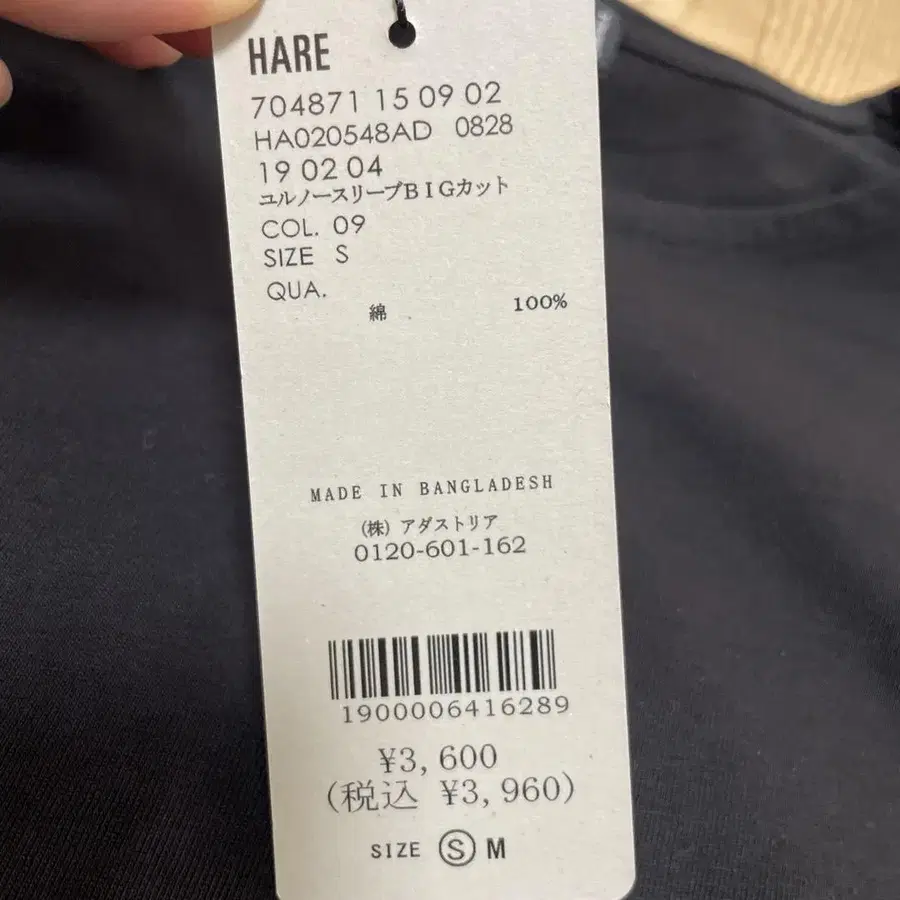 HARE
704871 15 09 02
HA020548AD 0828
19 02 04
ユルノースリーブBIGカット
COL. 09
SIZE S
QUA.
綿 100%
MADE IN BANGLADESH
(株) アダストリア
0120-601-162
1900006416289
¥3,600
(税込 ¥3,960)
SIZE S M